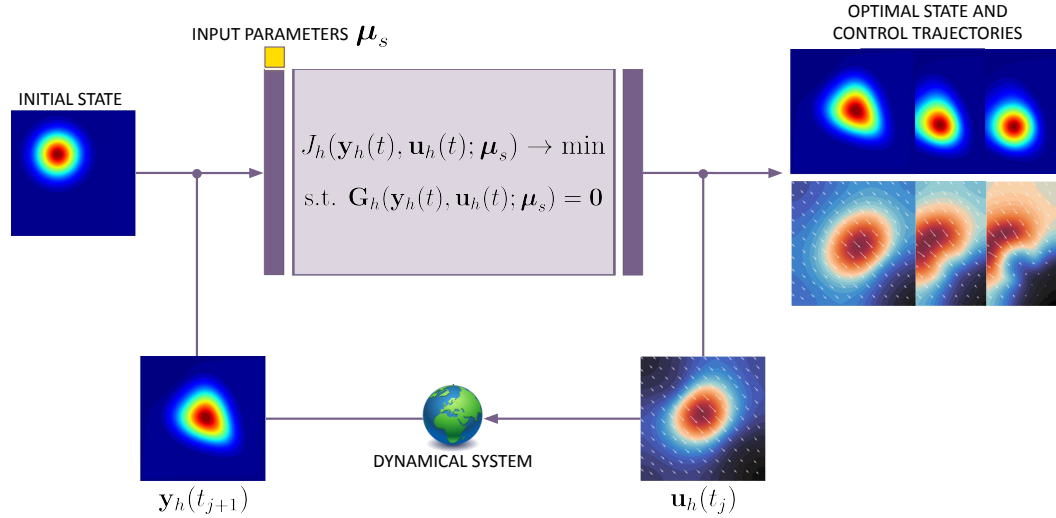 INPUT PARAMETERS μ_s
OPTIMAL STATE AND
CONTROL TRAJECTORIES
INITIAL STATE
J_h(y_h(t), u_h(t); μ_s) → min
s.t. G_h(y_h(t), u_h(t); μ_s) = 0
DYNAMICAL SYSTEM
y_h(t_{j+1})
u_h(t_j)